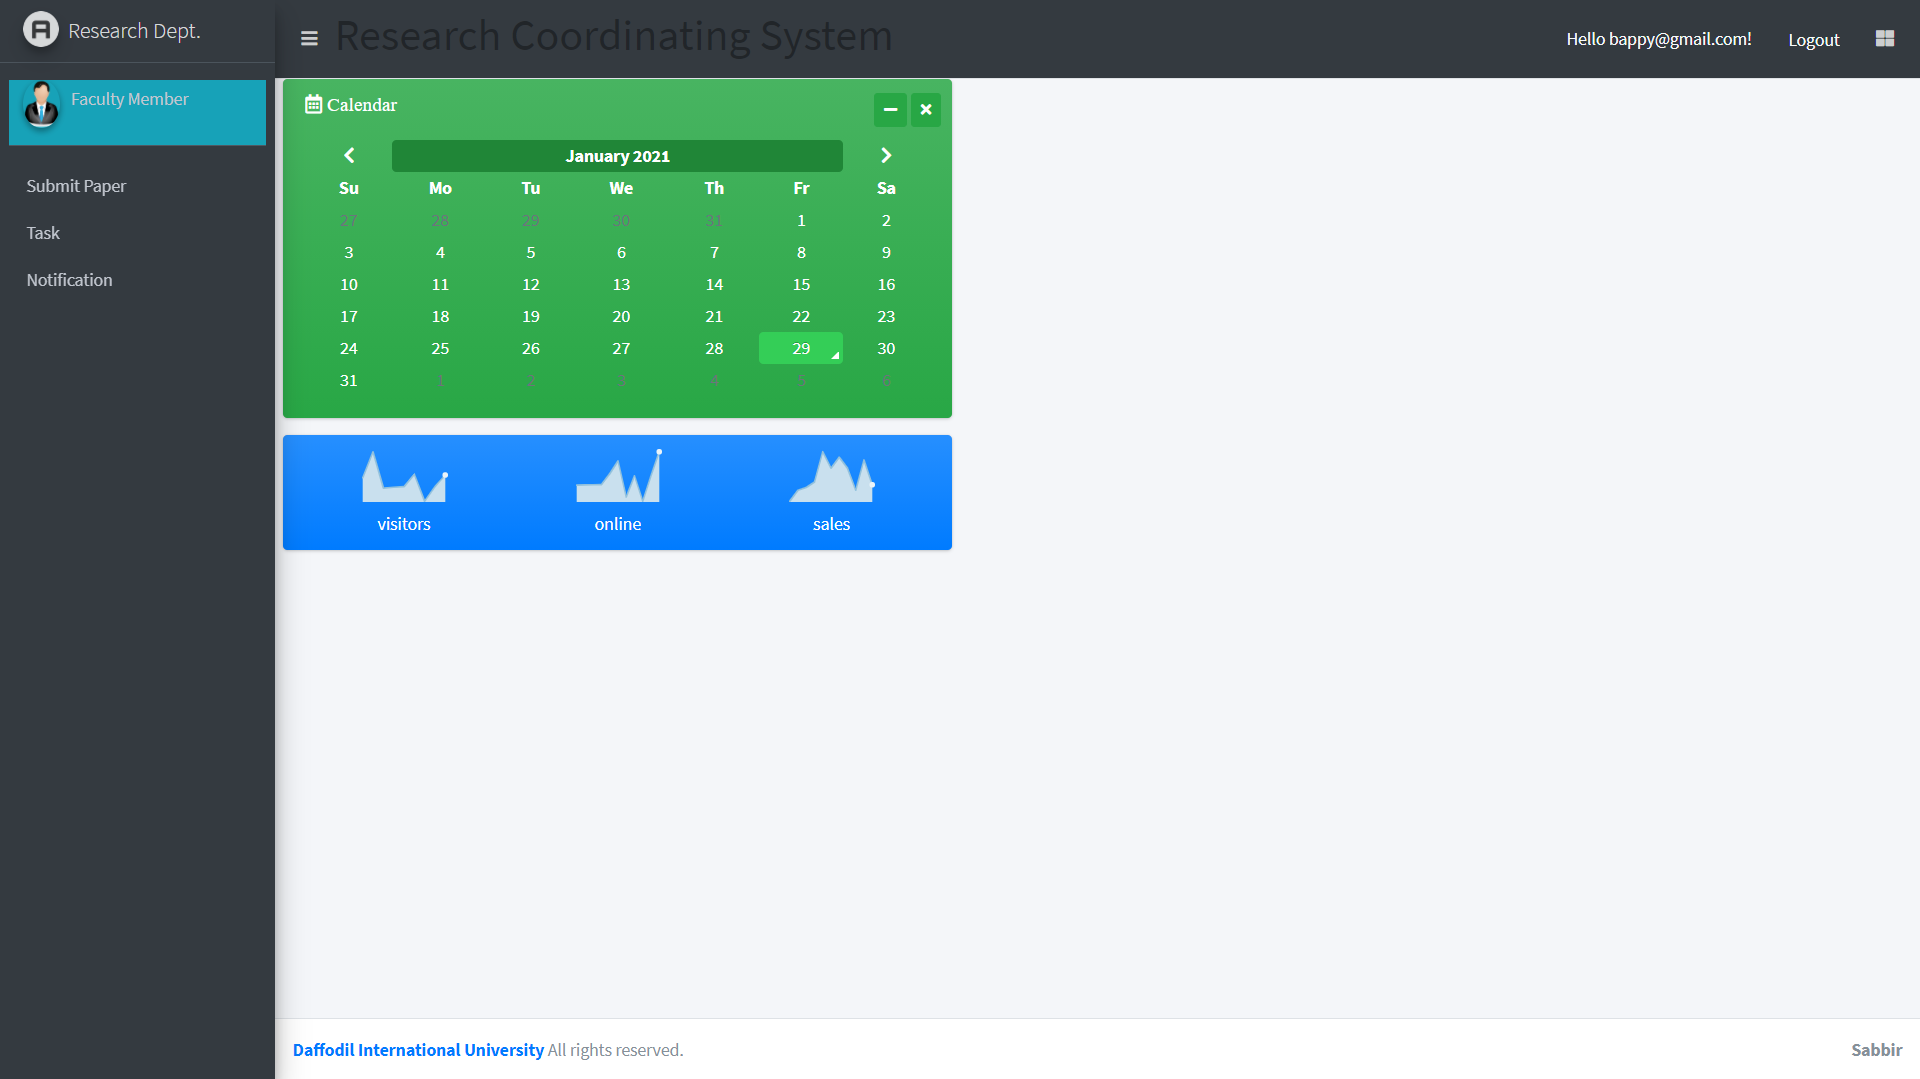 Research Dept.
Research Coordinating System
Hello bappy@gmail.com!
Logout
Faculty Member
Submit Paper
Task
Notification
Calendar
January 2021
Su Mo Tu We Th Fr Sa
27 28 29 30 31 1 2
3 4 5 6 7 8 9
10 11 12 13 14 15 16
17 18 19 20 21 22 23
24 25 26 27 28 29 30
31 1 2 3 4 5 6
visitors
online
sales
Daffodil International University All rights reserved.
Sabbir